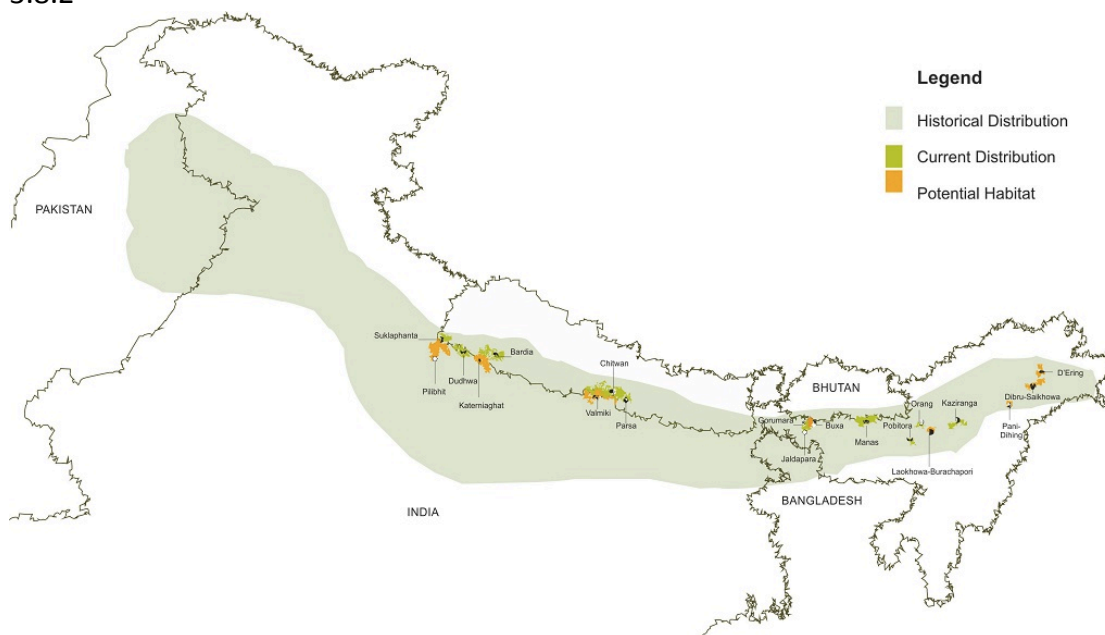 Legend
Historical Distribution
Current Distribution
Potential Habitat
PAKISTAN
Suklaphanta
Bardia
Pilibhit
Dudhwa
Katerniaghat
Chitwan
Valmiki
Parsa
BHUTAN
Gorumara
Buxa
Jaldapara
Manas
Pobitora
Orang
Kaziranga
Laokhowa-Burachapori
D'Ering
Dibru-Saikhowa
Pani-
Dihing
INDIA
BANGLADESH